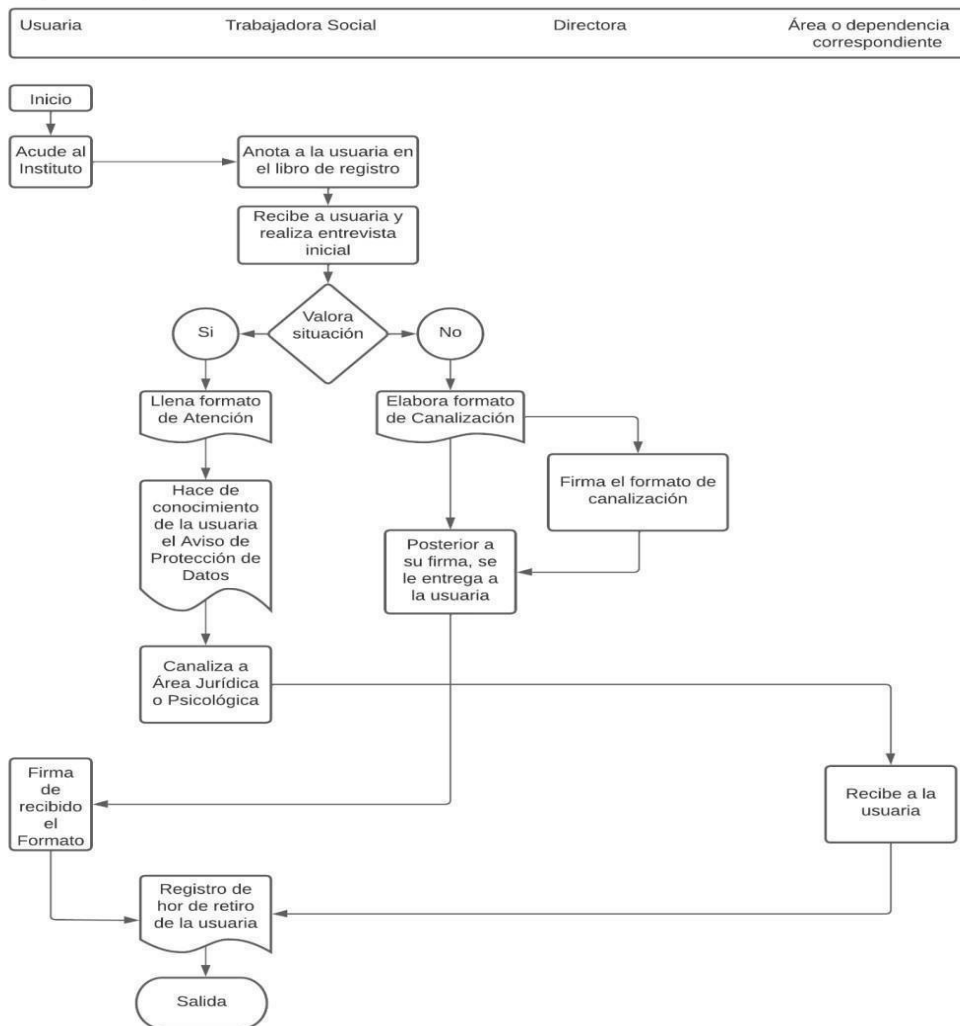 Usuaria
Trabajadora Social
Directora
Área o dependencia
correspondiente
Inicio
Acude al
Instituto
Anota a la usuaria en
el libro de registro
Recibe a usuaria y
realiza entrevista
inicial
Valora
situación
Si
No
Llena formato
de Atención
Elabora formato
de Canalización
Firma el formato de
canalización
Hace de
conocimiento
de la usuaria
el Aviso de
Protección de
Datos
Posterior a
su firma, se
le entrega a
la usuaria
Canaliza a
Área Jurídica
o Psicológica
Firma
de
recibido
el
Formato
Recibe a la
usuaria
Registro de
hor de retiro
de la usuaria
Salida